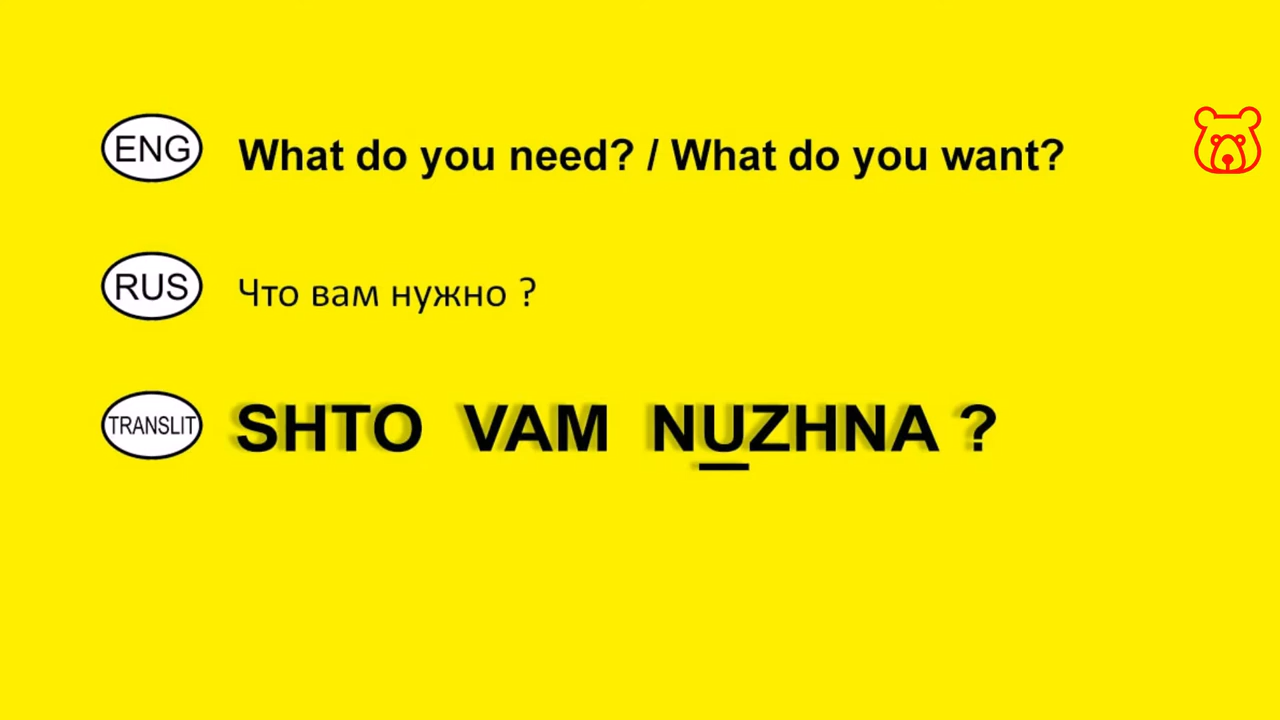 ENG What do you need? / What do you want?
RUS Что вам нужно ?
TRANSLIT SHTO VAM NUZHNA ?